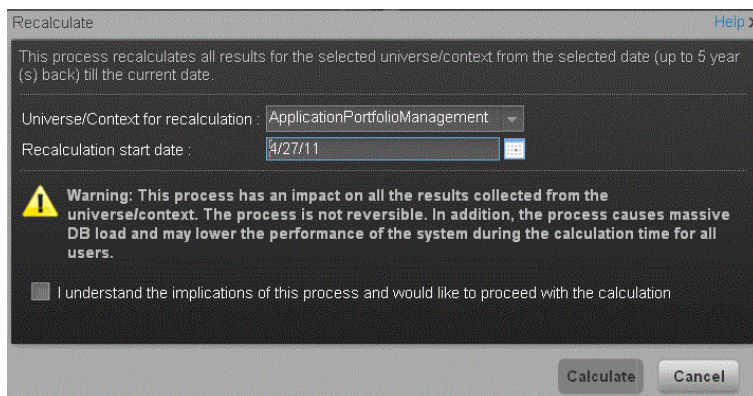 Recalculate Help
This process recalculates all results for the selected universe/context from the selected date (up to 5 year
(s) back) till the current date.
Universe/Context for recalculation : ApplicationPortfolioManagement
Recalculation start date : 4/27/11
Warning: This process has an impact on all the results collected from the
universe/context. The process is not reversible. In addition, the process causes massive
DB load and may lower the performance of the system during the calculation time for all
users.
I understand the implications of this process and would like to proceed with the calculation
Calculate Cancel